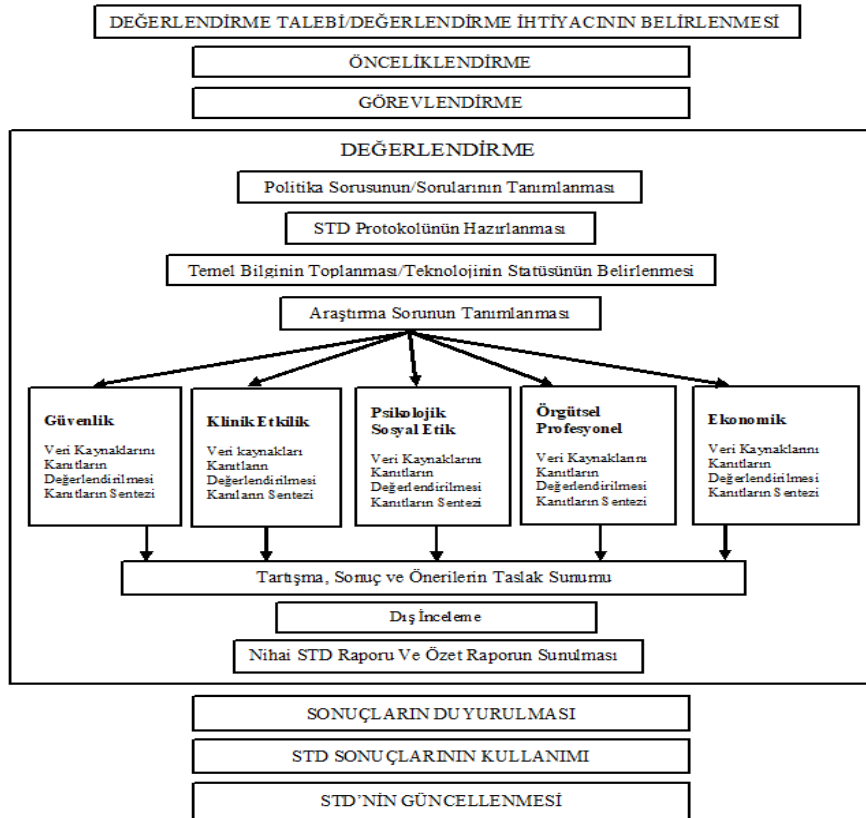 DEĞERLENDİRME TALEBİ/DEĞERLENDİRME İHTİYACININ BELİRLENMESİ
ÖNCELİKLENDİRME
GÖREVLENDİRME
DEĞERLENDİRME
Politika Sorusunun/Sorularının Tanımlanması
STD Protokolünün Hazırlanması
Temel Bilginin Toplanması/Teknolojinin Statüsünün Belirlenmesi
Araştırma Sorunun Tanımlanması
Güvenlik
Veri Kaynaklarını
Kanıtların
Değerlendirilmesi
Kanıtların Sentezi
Klinik Etkilik
Veri kaynakları
Kanıtların
Değerlendirilmesi
Kanıların Sentezi
Psikolojik
Sosyal Etik
Veri Kaynaklarını
Kanıtların
Değerlendirilmesi
Kanıtların Sentezi
Örgütsel
Profesyonel
Veri Kaynaklarını
Kanıtların
Değerlendirilmesi
Kanıtların Sentezi
Ekonomik
Veri Kaynaklarını
Kanıtların
Değerlendirilmesi
Kanıtların Sentezi
Tartışma, Sonuç ve Önerilerin Taslak Sunumu
Dış İnceleme
Nihai STD Raporu Ve Özet Raporun Sunulması
SONUÇLARIN DUYURULMASI
STD SONUÇLARININ KULLANIMI
STD'NİN GÜNCELLENMESİ